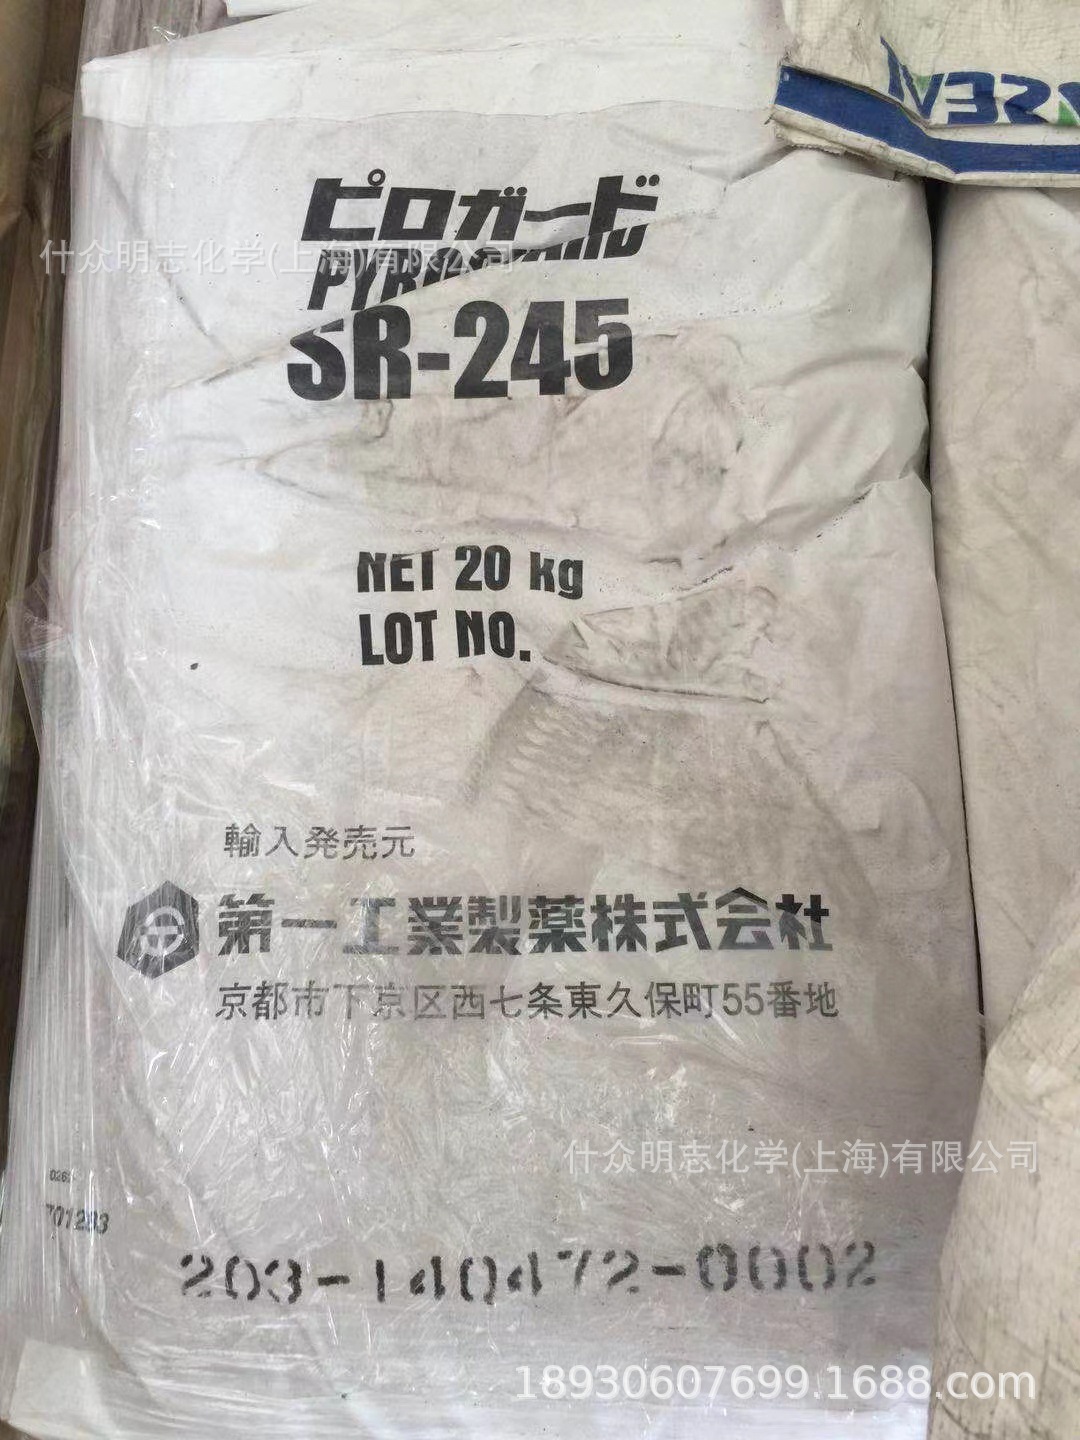 ピロガード
什众明志化学(上海)有限公司
SR-245
NET 20 kg
LOT NO.
輸入発売元
第一工業製薬株式会社
京都市下京区西七条東久保町55番地
什众明志化学(上海)有限公司
701283
203-140472-0002
18930607699.1688.com